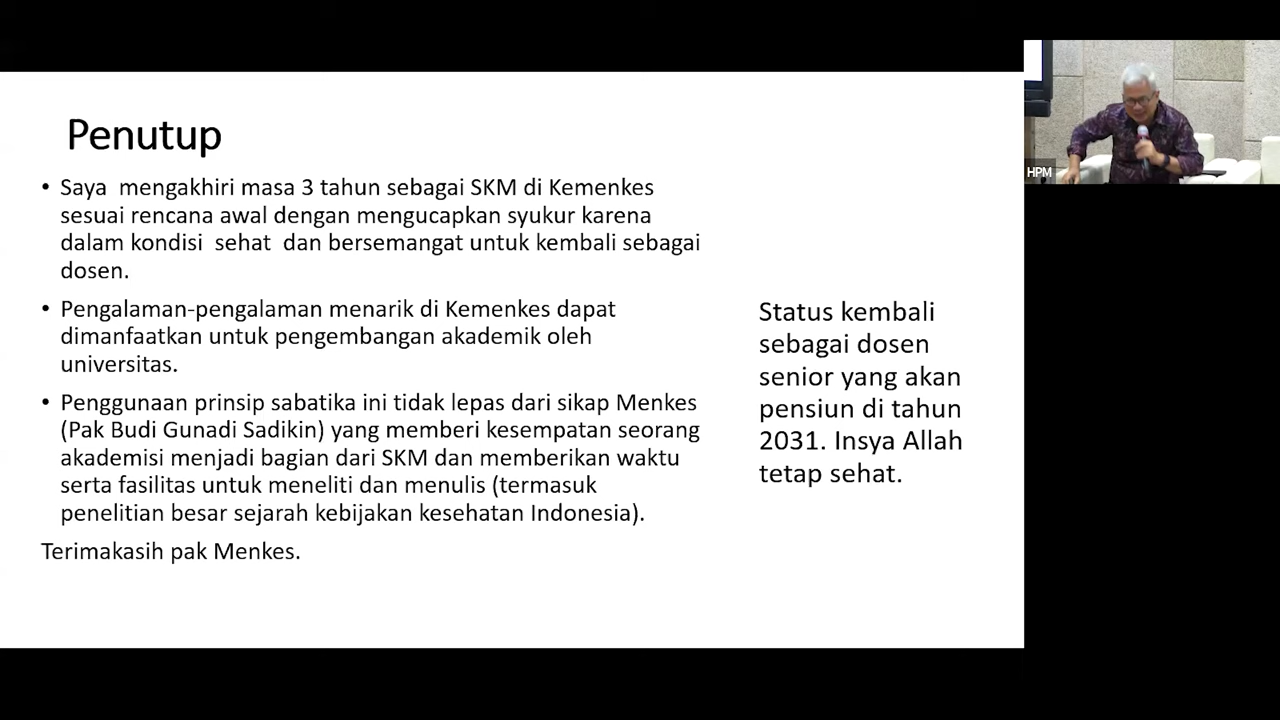 Penutup
• Saya mengakhiri masa 3 tahun sebagai SKM di Kemenkes
sesuai rencana awal dengan mengucapkan syukur karena
dalam kondisi sehat dan bersemangat untuk kembali sebagai
dosen.
• Pengalaman-pengalaman menarik di Kemenkes dapat
dimanfaatkan untuk pengembangan akademik oleh
universitas.
• Penggunaan prinsip sabatika ini tidak lepas dari sikap Menkes
(Pak Budi Gunadi Sadikin) yang memberi kesempatan seorang
akademisi menjadi bagian dari SKM dan memberikan waktu
serta fasilitas untuk meneliti dan menulis (termasuk
penelitian besar sejarah kebijakan kesehatan Indonesia).
Terimakasih pak Menkes.
Status kembali
sebagai dosen
senior yang akan
pensiun di tahun
2031. Insya Allah
tetap sehat.
HPM